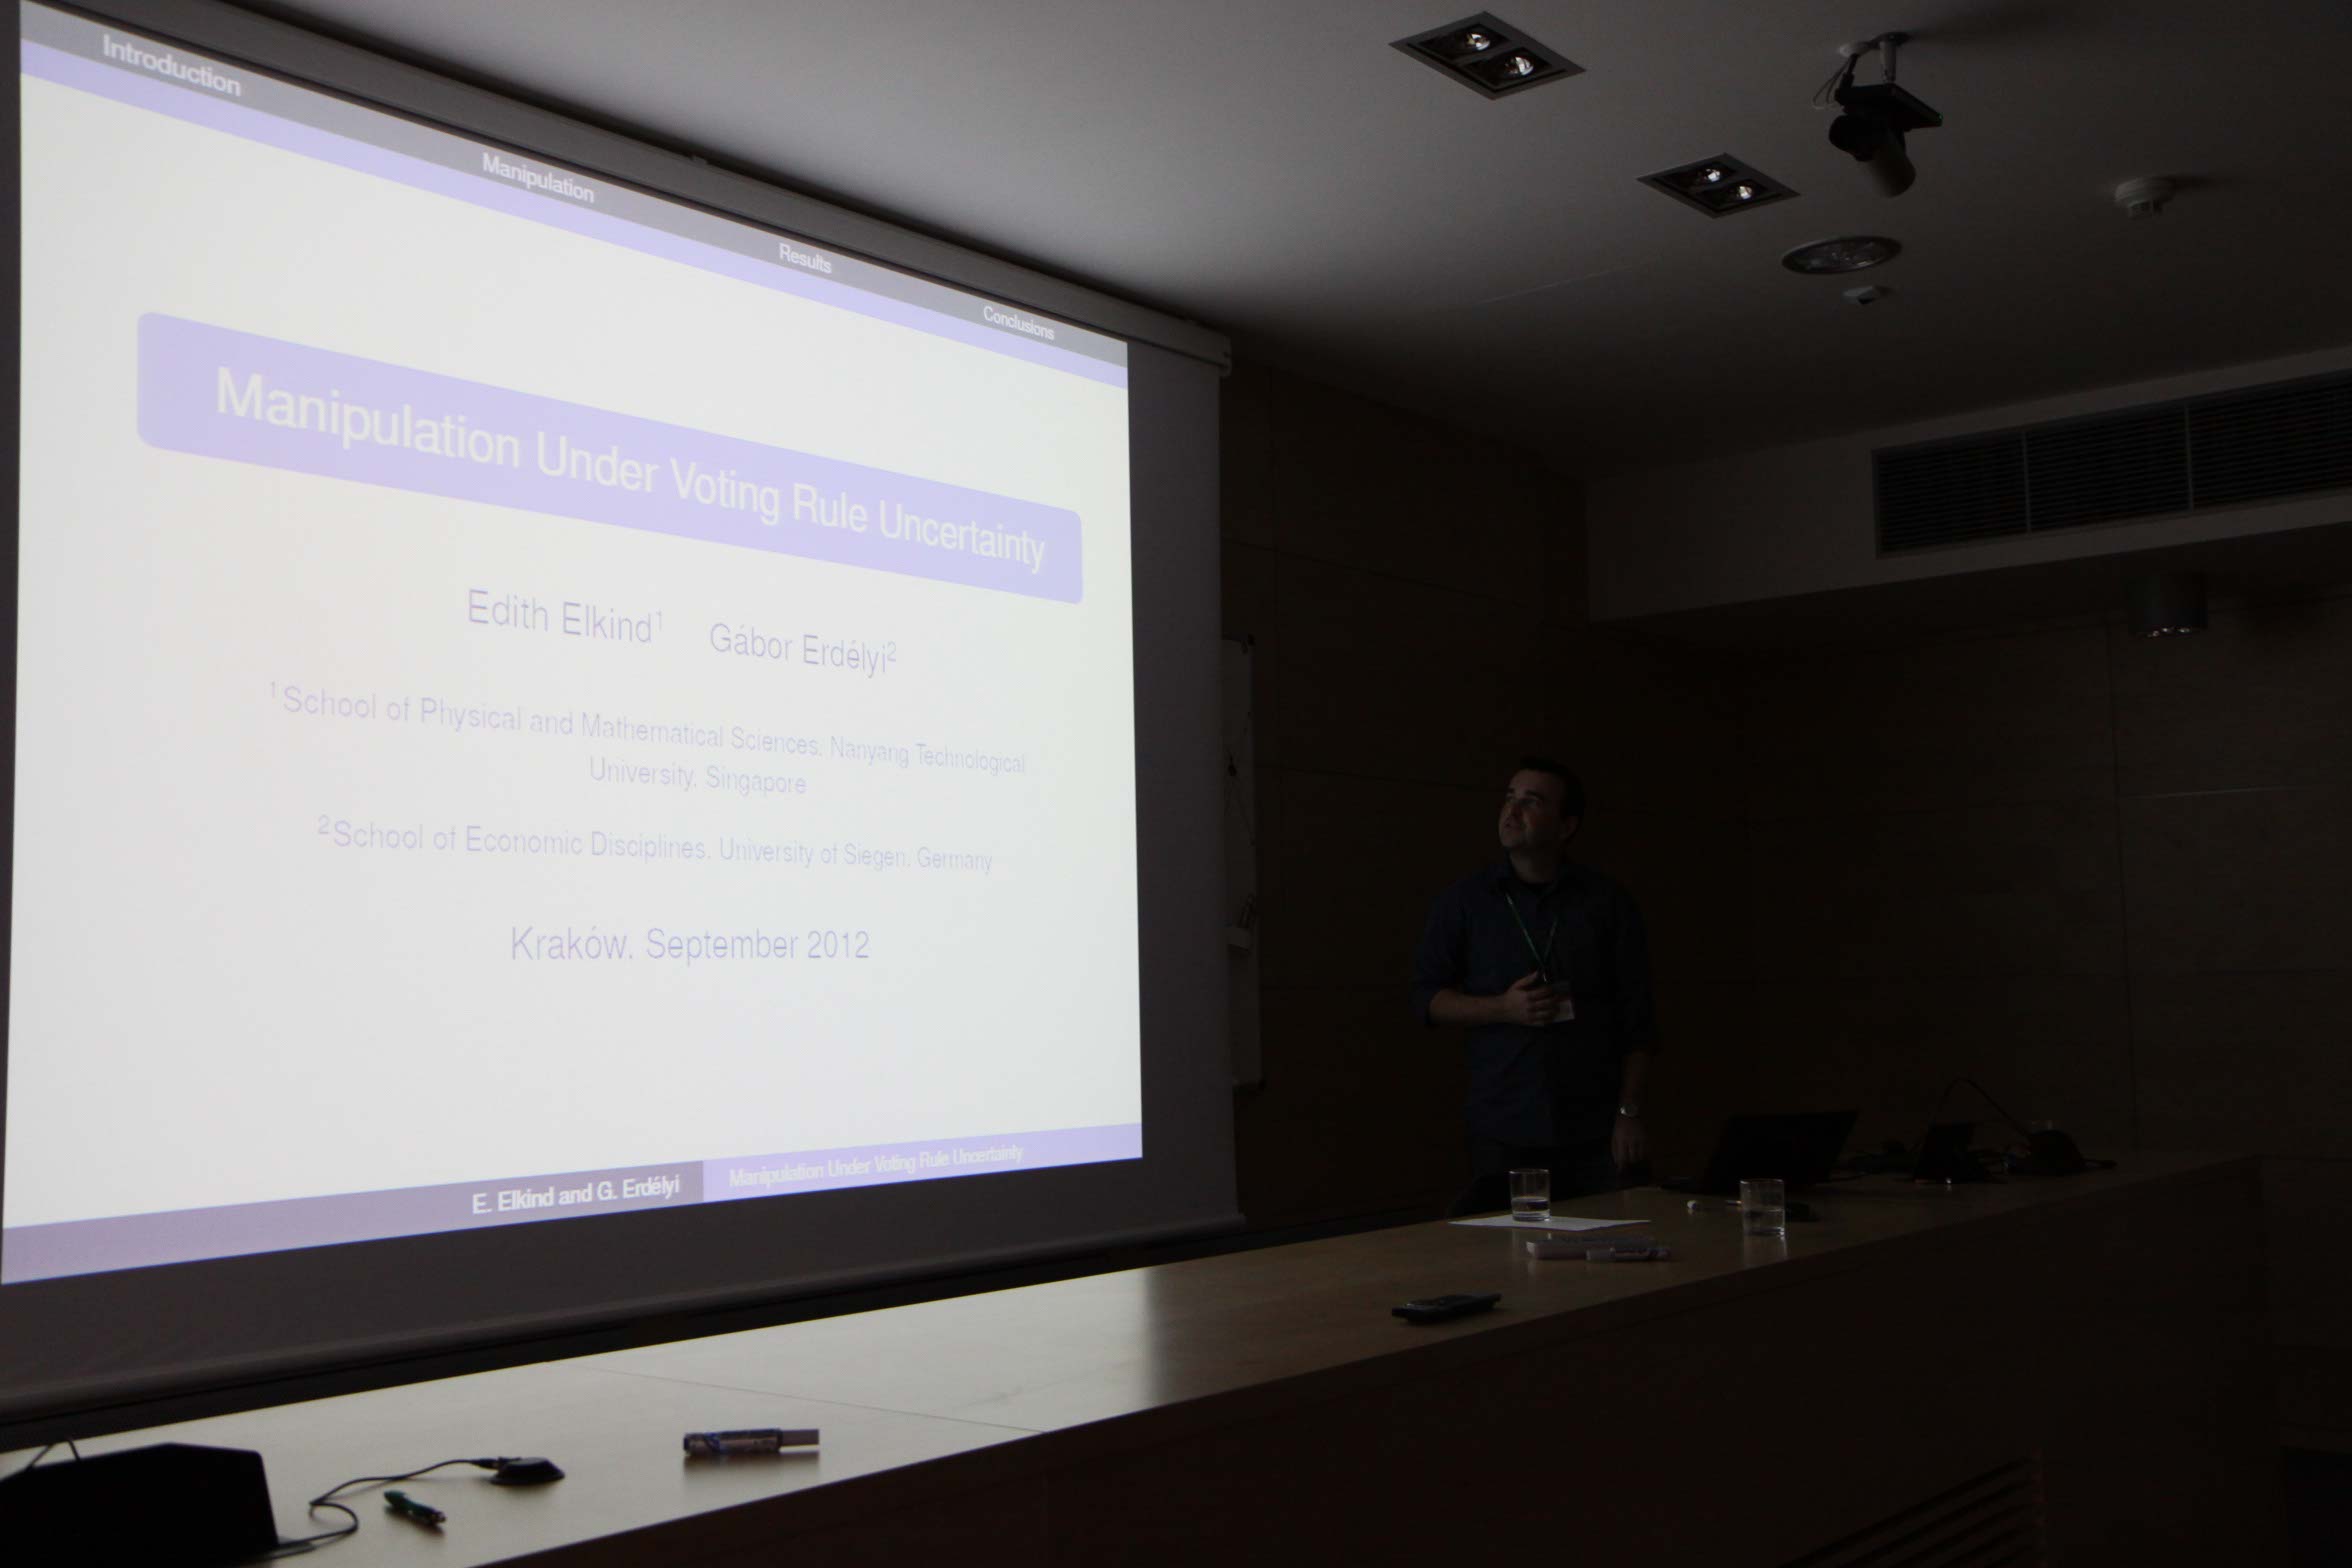 Introduction
Manipulation
Results
Conclusions
Manipulation Under Voting Rule Uncertainty
Edith Elkind¹ Gábor Erdélyi²
¹School of Physical and Mathematical Sciences, Nanyang Technological
University, Singapore
²School of Economic Disciplines, University of Siegen, Germany
Kraków, September 2012
E. Elkind and G. Erdélyi
Manipulation Under Voting Rule Uncertainty